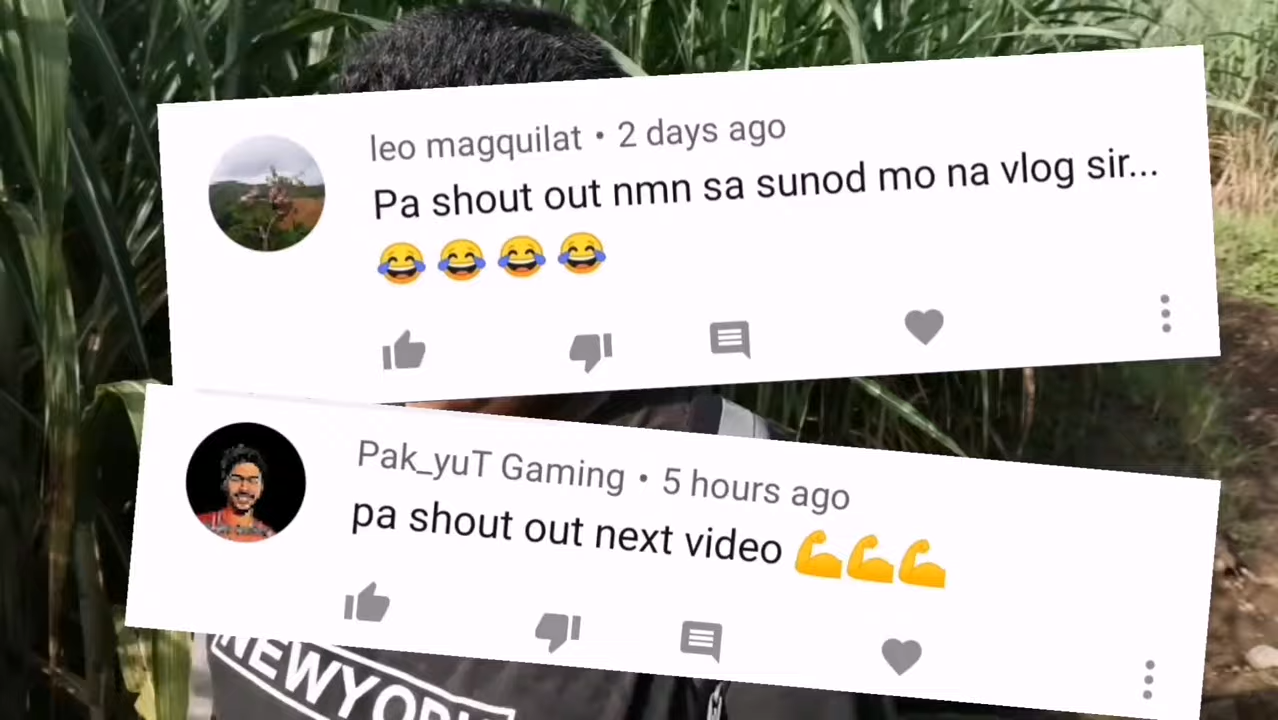 leo magquilat • 2 days ago
Pa shout out nmn sa sunod mo na vlog sir...
😂😂😂😂
Pak_yuT Gaming • 5 hours ago
pa shout out next video 💪💪💪